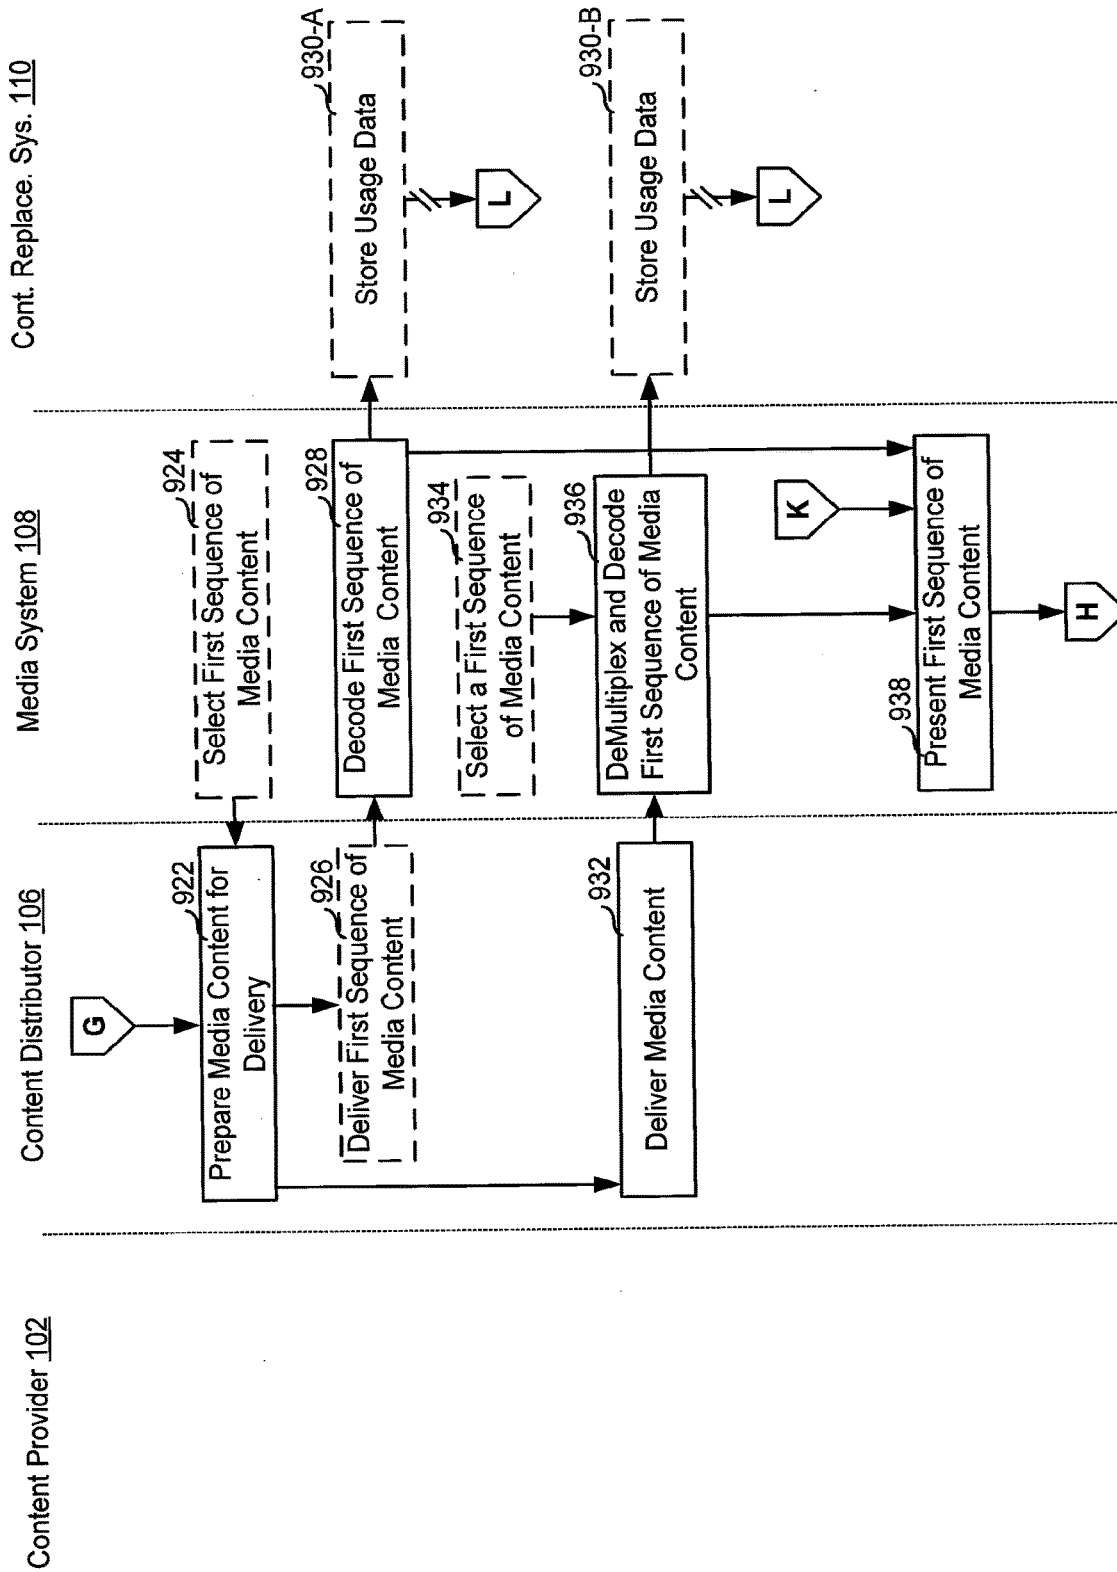 Content Provider 102
Content Distributor 106
Media System 108
Cont. Replace. Sys. 110
G
922
Prepare Media Content for
Delivery
924
Select First Sequence of
Media Content
926
Deliver First Sequence of
Media Content
928
Decode First Sequence of
Media Content
930-A
Store Usage Data
L
934
Select a First Sequence
of Media Content
932
Deliver Media Content
936
DeMultiplex and Decode
First Sequence of Media
Content
930-B
Store Usage Data
L
K
938
Present First Sequence of
Media Content
H